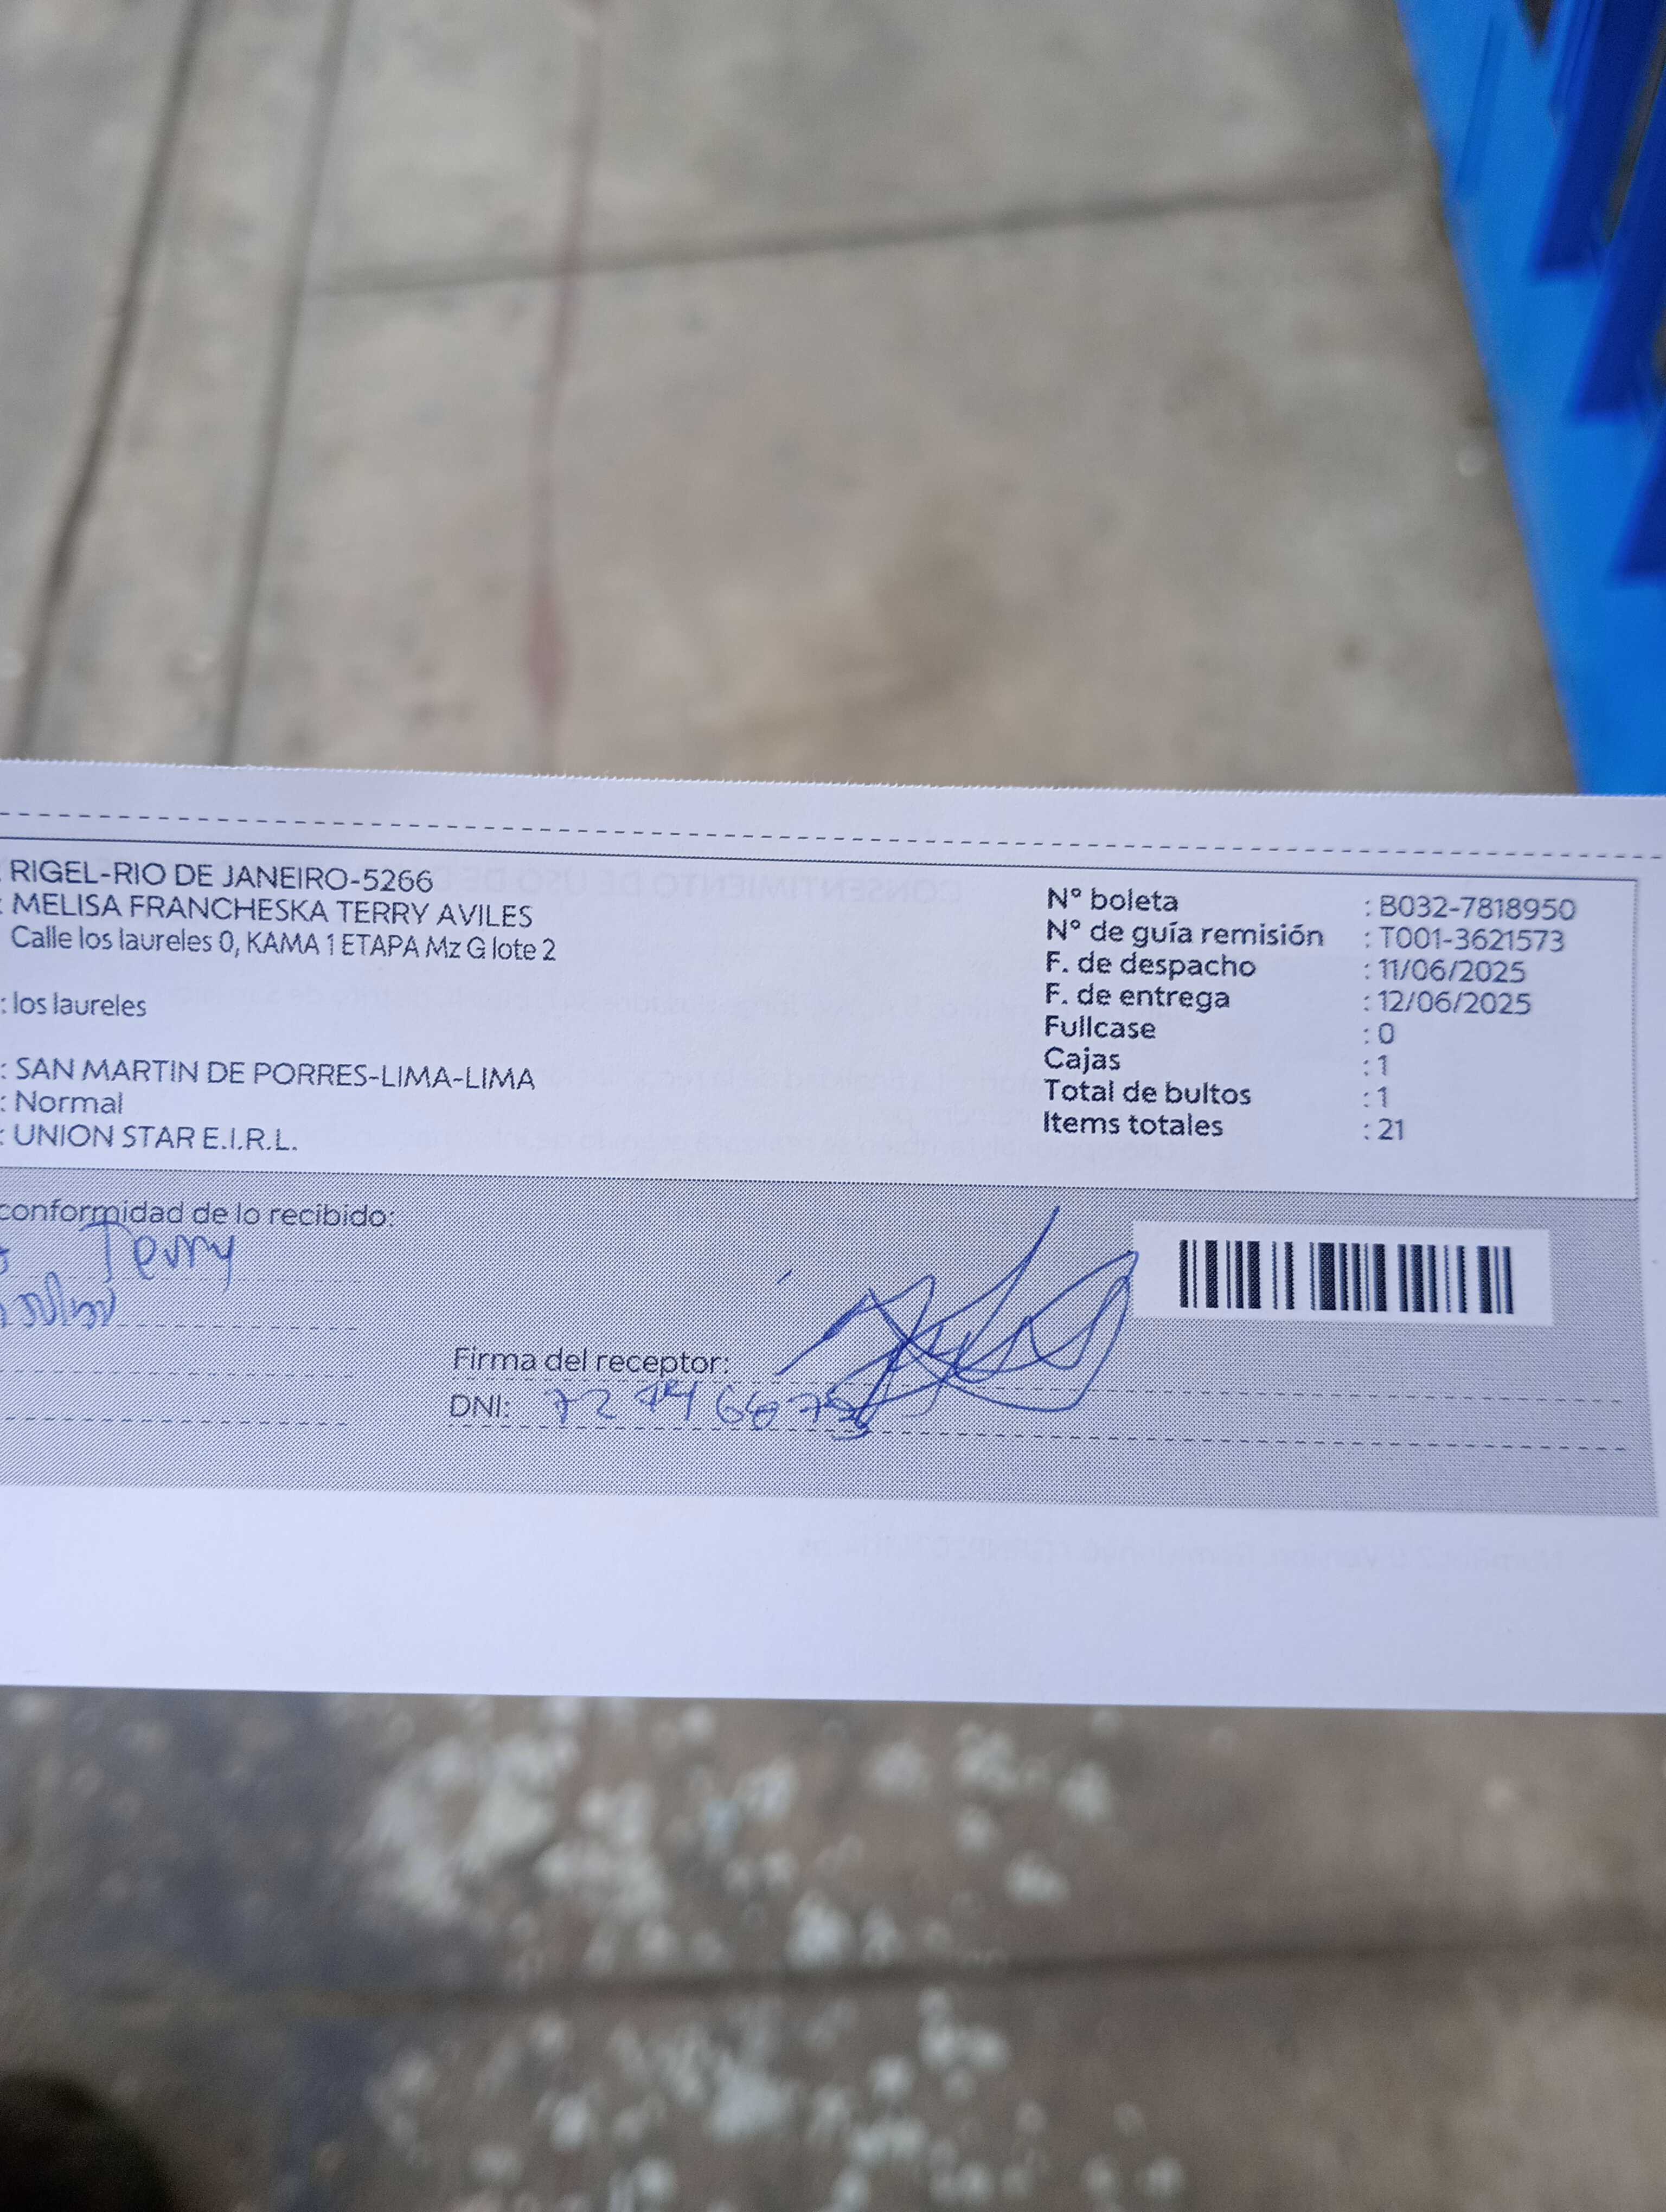 : RIGEL-RIO DE JANEIRO-5266
: MELISA FRANCHESKA TERRY AVILES
Calle los laureles 0, KAMA 1 ETAPA Mz G lote 2
: los laureles
: SAN MARTIN DE PORRES-LIMA-LIMA
: Normal
: UNION STAR E.I.R.L.
N° boleta : B032-7818950
N° de guía remisión : T001-3621573
F. de despacho : 11/06/2025
F. de entrega : 12/06/2025
Fullcase : 0
Cajas : 1
Total de bultos : 1
Items totales : 21
conformidad de lo recibido:
Terry
Firma del receptor:
DNI: